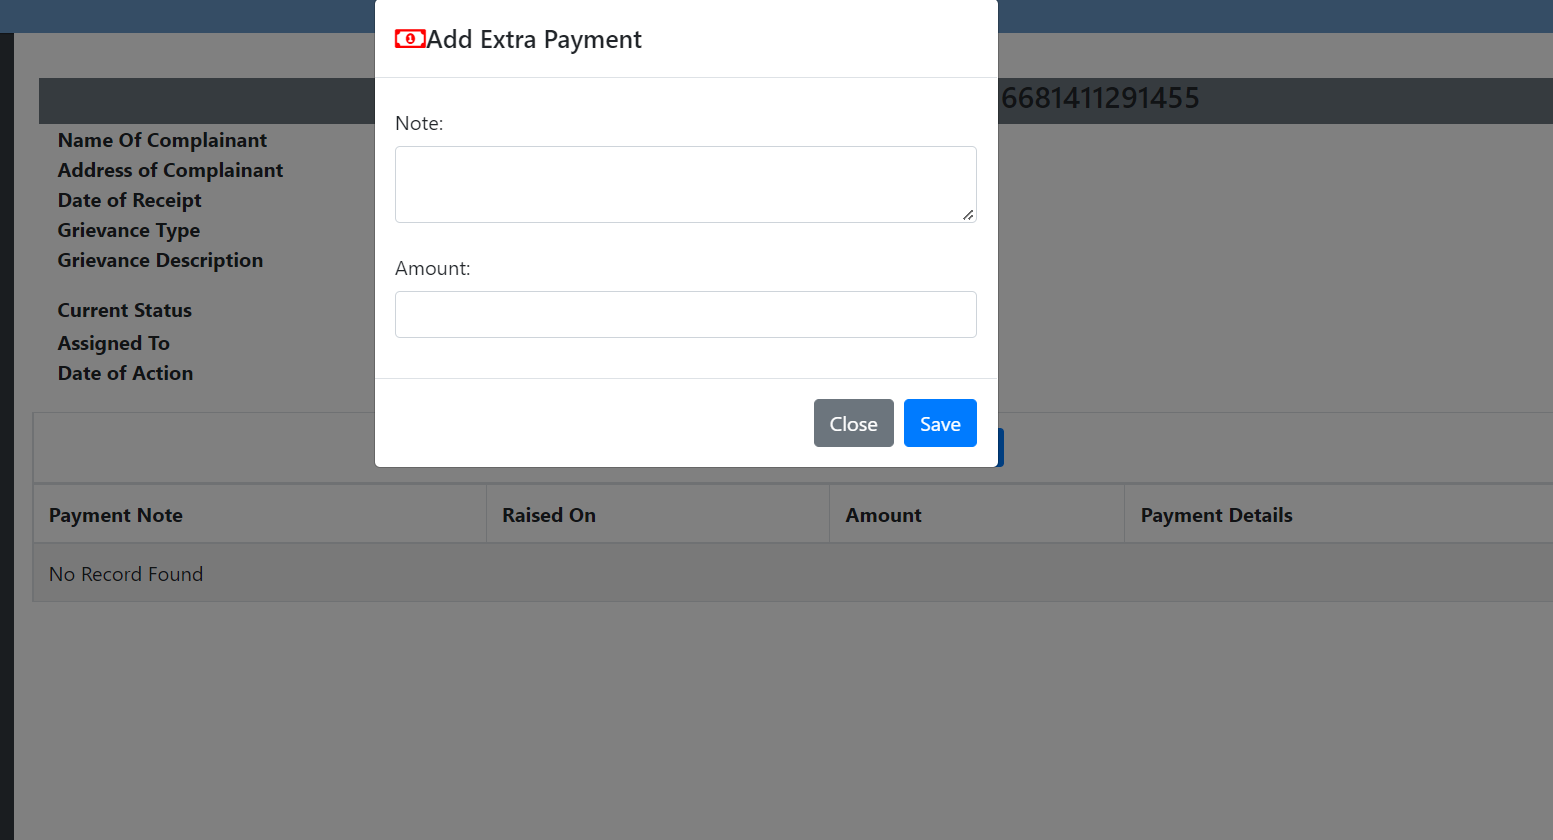 Add Extra Payment
6681411291455
Note:
Name Of Complainant
Address of Complainant
Date of Receipt
Grievance Type
Grievance Description
Amount:
Current Status
Assigned To
Date of Action
Close Save
Payment Note Raised On Amount Payment Details
No Record Found